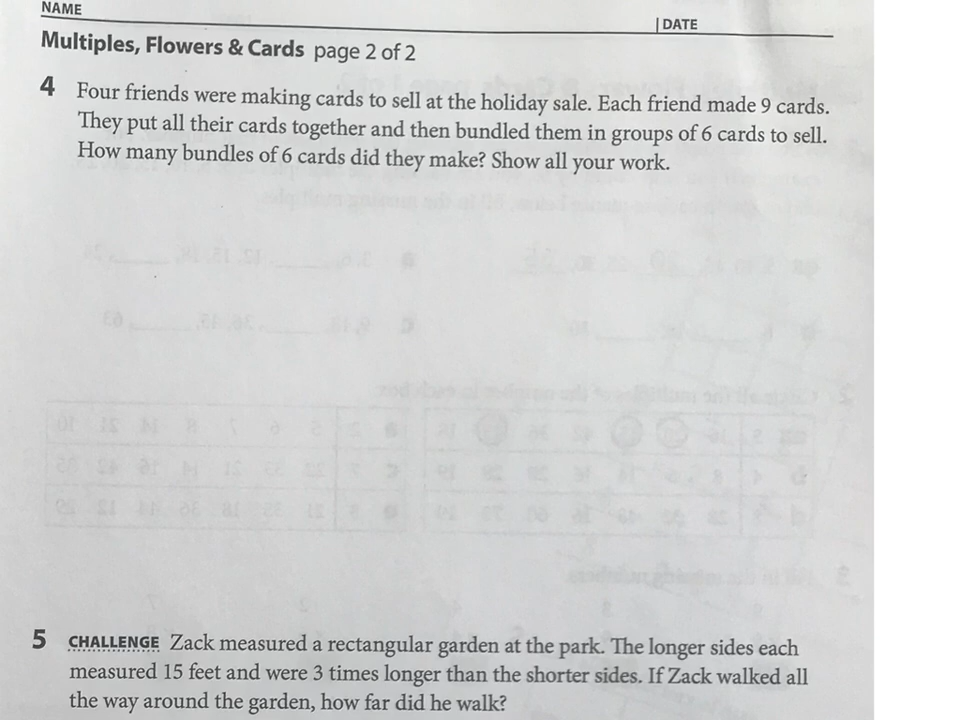 NAME
| DATE
Multiples, Flowers & Cards page 2 of 2
4 Four friends were making cards to sell at the holiday sale. Each friend made 9 cards.
They put all their cards together and then bundled them in groups of 6 cards to sell.
How many bundles of 6 cards did they make? Show all your work.
5 CHALLENGE Zack measured a rectangular garden at the park. The longer sides each
measured 15 feet and were 3 times longer than the shorter sides. If Zack walked all
the way around the garden, how far did he walk?